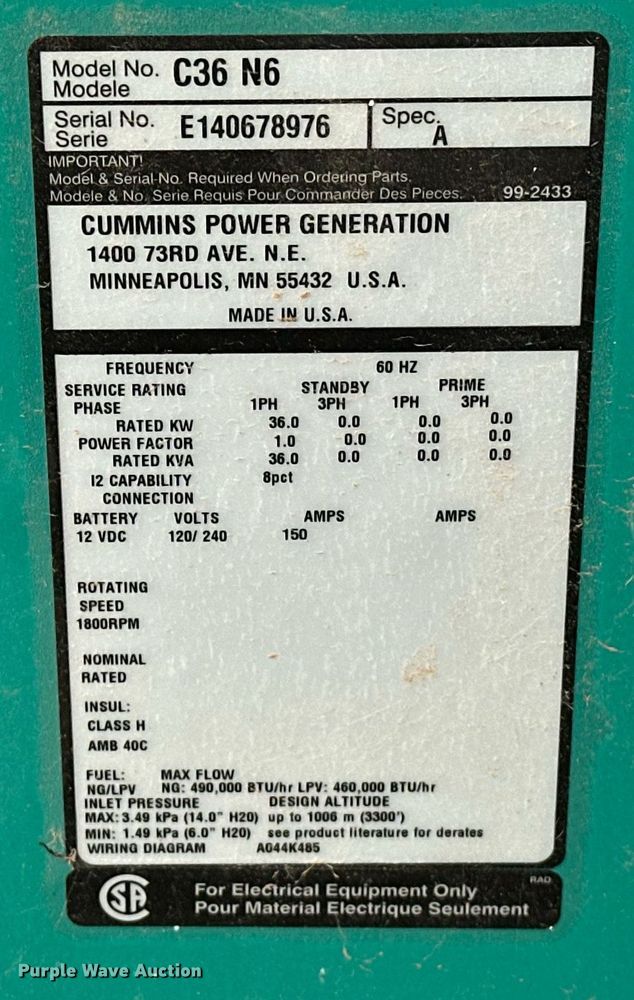 Model No. C36 N6
Modele
Serial No. E140678976 Spec. A
Serie
IMPORTANT!
Model & Serial No. Required When Ordering Parts.
Modele & No. Serie Requis Pour Commander Des Pieces. 99-2433
CUMMINS POWER GENERATION
1400 73RD AVE. N.E.
MINNEAPOLIS, MN 55432 U.S.A.
MADE IN U.S.A.
FREQUENCY 60 HZ
SERVICE RATING STANDBY PRIME
PHASE 1PH 3PH 1PH 3PH
RATED KW 36.0 0.0 0.0 0.0
POWER FACTOR 1.0 0.0 0.0 0.0
RATED KVA 36.0 0.0 0.0 0.0
I2 CAPABILITY 8pct
CONNECTION
BATTERY VOLTS AMPS AMPS
12 VDC 120/ 240 150
ROTATING
SPEED
1800RPM
NOMINAL
RATED
INSUL:
CLASS H
AMB 40C
FUEL: MAX FLOW
NG/LPV NG: 490,000 BTU/hr LPV: 460,000 BTU/hr
INLET PRESSURE DESIGN ALTITUDE
MAX: 3.49 kPa (14.0" H20) up to 1006 m (3300')
MIN: 1.49 kPa (6.0" H20) see product literature for derates
WIRING DIAGRAM A044K485
RAD
SA For Electrical Equipment Only
Pour Material Electrique Seulement
Purple Wave Auction